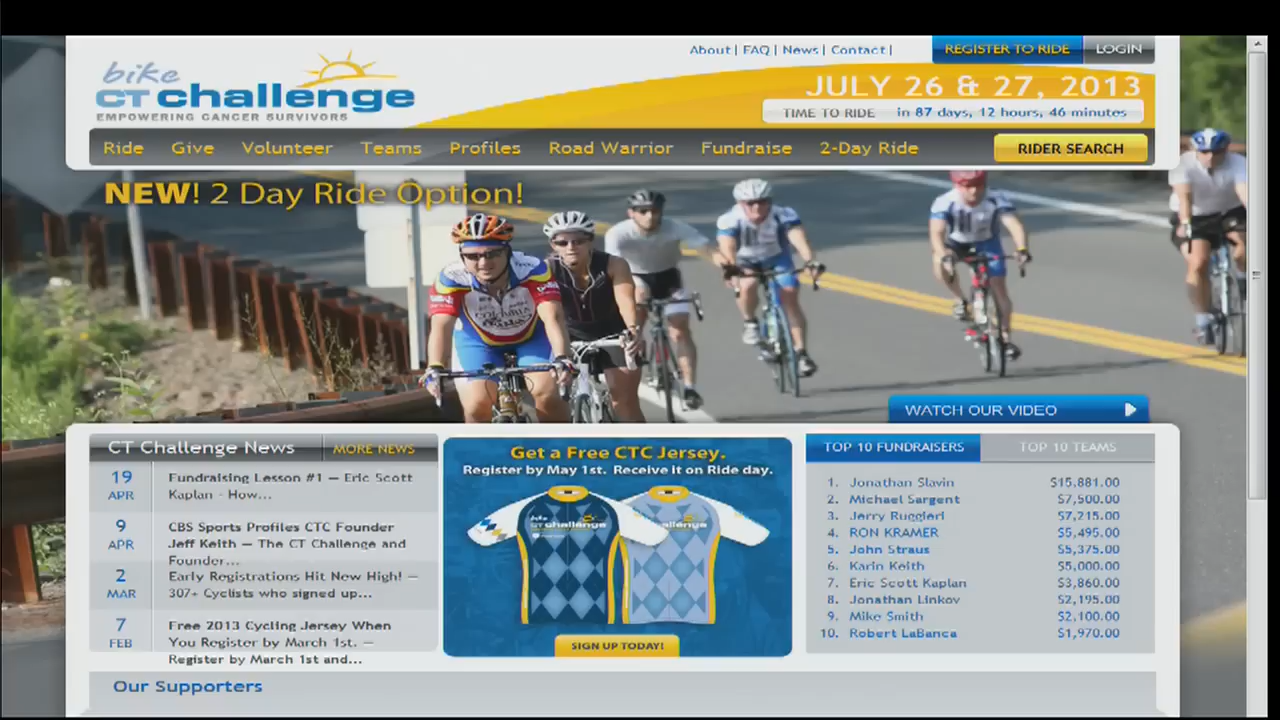 About | FAQ | News | Contact |
REGISTER TO RIDE
LOGIN
bike
CT challenge
EMPOWERING CANCER SURVIVORS
JULY 26 & 27, 2013
TIME TO RIDE in 87 days, 12 hours, 46 minutes
Ride Give Volunteer Teams Profiles Road Warrior Fundraise 2-Day Ride
RIDER SEARCH
NEW! 2 Day Ride Option!
WATCH OUR VIDEO
CT Challenge News
MORE NEWS
19 APR
Fundraising Lesson #1 — Eric Scott
Kaplan - How...
9 APR
CBS Sports Profiles CTC Founder
Jeff Keith — The CT Challenge and
Founder...
2 MAR
Early Registrations Hit New High! —
307+ Cyclists who signed up...
7 FEB
Free 2013 Cycling Jersey When
You Register by March 1st. —
Register by March 1st and...
Get a Free CTC Jersey.
Register by May 1st. Receive it on Ride day.
bike
CT challenge
challenge
SIGN UP TODAY!
TOP 10 FUNDRAISERS
TOP 10 TEAMS
1. Jonathan Slavin $15,881.00
2. Michael Sargent $7,500.00
3. Jerry Ruggieri $7,215.00
4. RON KRAMER $5,495.00
5. John Straus $5,375.00
6. Karin Keith $5,000.00
7. Eric Scott Kaplan $3,860.00
8. Jonathan Linkov $2,195.00
9. Mike Smith $2,100.00
10. Robert LaBanca $1,970.00
Our Supporters